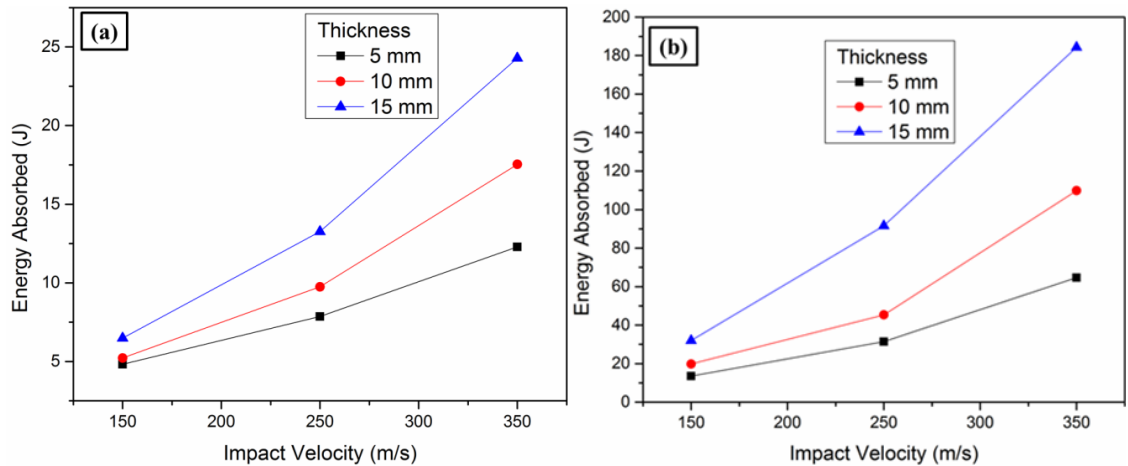 (a)
Thickness
5 mm
10 mm
15 mm
Energy Absorbed (J)
25
20
15
10
5
150
200
250
300
350
Impact Velocity (m/s)
(b)
Thickness
5 mm
10 mm
15 mm
Energy Absorbed (J)
200
180
160
140
120
100
80
60
40
20
0
150
200
250
300
350
Impact Velocity (m/s)